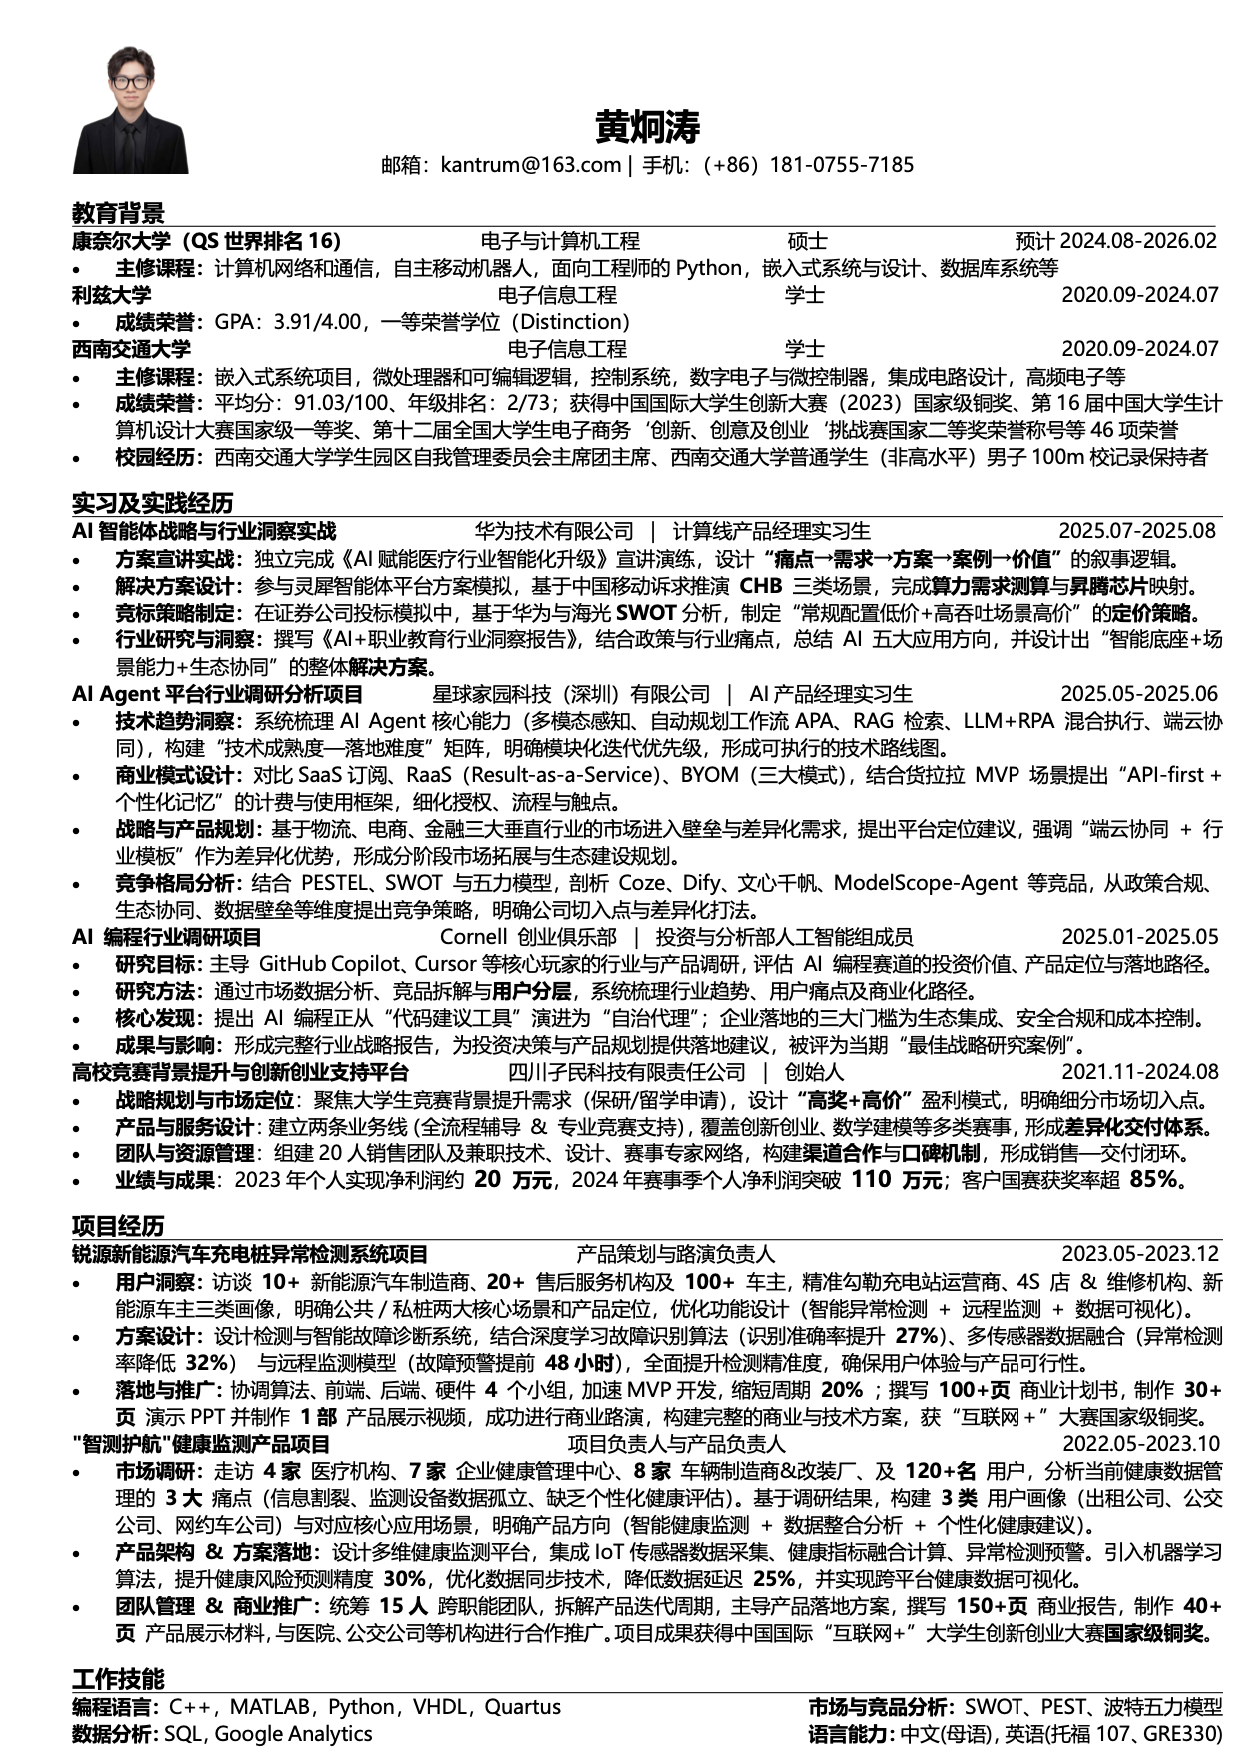 黄炯涛
邮箱：kantrum@163.com | 手机：（+86）181-0755-7185
教育背景
康奈尔大学（QS 世界排名 16） 电子与计算机工程 硕士 预计 2024.08-2026.02
• 主修课程：计算机网络和通信，自主移动机器人，面向工程师的 Python，嵌入式系统与设计、数据库系统等
利兹大学 电子信息工程 学士 2020.09-2024.07
• 成绩荣誉：GPA：3.91/4.00，一等荣誉学位（Distinction）
西南交通大学 电子信息工程 学士 2020.09-2024.07
• 主修课程：嵌入式系统项目，微处理器和可编辑逻辑，控制系统，数字电子与微控制器，集成电路设计，高频电子等
• 成绩荣誉：平均分：91.03/100、年级排名：2/73；获得中国国际大学生创新大赛（2023）国家级铜奖、第 16 届中国大学生计
算机设计大赛国家级一等奖、第十二届全国大学生电子商务‘创新、创意及创业‘挑战赛国家二等奖荣誉称号等 46 项荣誉
• 校园经历：西南交通大学学生园区自我管理委员会主席团主席、西南交通大学普通学生（非高水平）男子 100m 校记录保持者
实习及实践经历
AI 智能体战略与行业洞察实战 华为技术有限公司 | 计算线产品经理实习生 2025.07-2025.08
• 方案宣讲实战：独立完成《AI 赋能医疗行业智能化升级》宣讲演练，设计“痛点→需求→方案→案例→价值”的叙事逻辑。
• 解决方案设计：参与灵犀智能体平台方案模拟，基于中国移动诉求推演 CHB 三类场景，完成算力需求测算与昇腾芯片映射。
• 竞标策略制定：在证券公司投标模拟中，基于华为与海光 SWOT 分析，制定“常规配置低价+高吞吐场景高价”的定价策略。
• 行业研究与洞察：撰写《AI+职业教育行业洞察报告》，结合政策与行业痛点，总结 AI 五大应用方向，并设计出“智能底座+场
景能力+生态协同”的整体解决方案。
AI Agent 平台行业调研分析项目 星球家园科技（深圳）有限公司 | AI 产品经理实习生 2025.05-2025.06
• 技术趋势洞察：系统梳理 AI Agent 核心能力（多模态感知、自动规划工作流 APA、RAG 检索、LLM+RPA 混合执行、端云协
同），构建“技术成熟度—落地难度”矩阵，明确模块化迭代优先级，形成可执行的技术路线图。
• 商业模式设计：对比 SaaS 订阅、RaaS（Result-as-a-Service）、BYOM（三大模式），结合货拉拉 MVP 场景提出“API-first +
个性化记忆”的计费与使用框架，细化授权、流程与触点。
• 战略与产品规划：基于物流、电商、金融三大垂直行业的市场进入壁垒与差异化需求，提出平台定位建议，强调“端云协同 + 行
业模板”作为差异化优势，形成分阶段市场拓展与生态建设规划。
• 竞争格局分析：结合 PESTEL、SWOT 与五力模型，剖析 Coze、Dify、文心千帆、ModelScope-Agent 等竞品，从政策合规、
生态协同、数据壁垒等维度提出竞争策略，明确公司切入点与差异化打法。
AI 编程行业调研项目 Cornell 创业俱乐部 | 投资与分析部人工智能组成员 2025.01-2025.05
• 研究目标：主导 GitHub Copilot、Cursor 等核心玩家的行业与产品调研，评估 AI 编程赛道的投资价值、产品定位与落地路径。
• 研究方法：通过市场数据分析、竞品拆解与用户分层，系统梳理行业趋势、用户痛点及商业化路径。
• 核心发现：提出 AI 编程正从“代码建议工具”演进为“自治代理”；企业落地的三大门槛为生态集成、安全合规和成本控制。
• 成果与影响：形成完整行业战略报告，为投资决策与产品规划提供落地建议，被评为当期“最佳战略研究案例”。
高校竞赛背景提升与创新创业支持平台 四川孑民科技有限责任公司 | 创始人 2021.11-2024.08
• 战略规划与市场定位：聚焦大学生竞赛背景提升需求（保研/留学申请），设计“高奖+高价”盈利模式，明确细分市场切入点。
• 产品与服务设计：建立两条业务线（全流程辅导 & 专业竞赛支持），覆盖创新创业、数学建模等多类赛事，形成差异化交付体系。
• 团队与资源管理：组建 20 人销售团队及兼职技术、设计、赛事专家网络，构建渠道合作与口碑机制，形成销售—交付闭环。
• 业绩与成果：2023 年个人实现净利润约 20 万元，2024 年赛事季个人净利润突破 110 万元；客户国赛获奖率超 85%。
项目经历
锐源新能源汽车充电桩异常检测系统项目 产品策划与路演负责人 2023.05-2023.12
• 用户洞察：访谈 10+ 新能源汽车制造商、20+ 售后服务机构及 100+ 车主，精准勾勒充电站运营商、4S 店 & 维修机构、新
能源车主三类画像，明确公共 / 私桩两大核心场景和产品定位，优化功能设计（智能异常检测 + 远程监测 + 数据可视化）。
• 方案设计：设计检测与智能故障诊断系统，结合深度学习故障识别算法（识别准确率提升 27%）、多传感器数据融合（异常检测
率降低 32%） 与远程监测模型（故障预警提前 48 小时），全面提升检测精准度，确保用户体验与产品可行性。
• 落地与推广：协调算法、前端、后端、硬件 4 个小组，加速 MVP 开发，缩短周期 20% ；撰写 100+页 商业计划书，制作 30+
页 演示 PPT 并制作 1 部 产品展示视频，成功进行商业路演，构建完整的商业与技术方案，获“互联网＋”大赛国家级铜奖。
"智测护航"健康监测产品项目 项目负责人与产品负责人 2022.05-2023.10
• 市场调研：走访 4 家 医疗机构、7 家 企业健康管理中心、8 家 车辆制造商&改装厂、及 120+名 用户，分析当前健康数据管
理的 3 大 痛点（信息割裂、监测设备数据孤立、缺乏个性化健康评估）。基于调研结果，构建 3 类 用户画像（出租公司、公交
公司、网约车公司）与对应核心应用场景，明确产品方向（智能健康监测 + 数据整合分析 + 个性化健康建议）。
• 产品架构 & 方案落地：设计多维健康监测平台，集成 IoT 传感器数据采集、健康指标融合计算、异常检测预警。引入机器学习
算法，提升健康风险预测精度 30%，优化数据同步技术，降低数据延迟 25%，并实现跨平台健康数据可视化。
• 团队管理 & 商业推广：统筹 15 人 跨职能团队，拆解产品迭代周期，主导产品落地方案，撰写 150+页 商业报告，制作 40+
页 产品展示材料，与医院、公交公司等机构进行合作推广。项目成果获得中国国际“互联网+”大学生创新创业大赛国家级铜奖。
工作技能
编程语言：C++，MATLAB，Python，VHDL，Quartus 市场与竞品分析：SWOT、PEST、波特五力模型
数据分析：SQL, Google Analytics 语言能力：中文(母语), 英语(托福 107、GRE330)